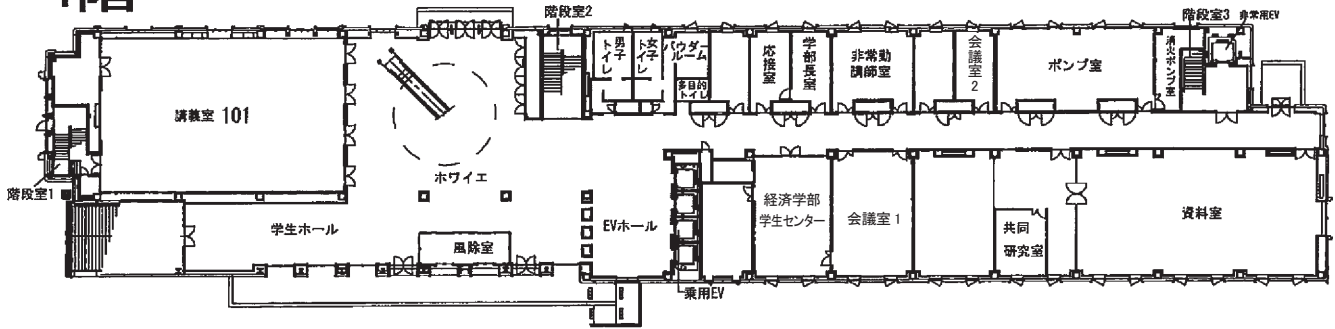 階
階段室2
階段室3
非常用EV
男子
トイレ
女子
トイレ
パウダー
ルーム
多目的
トイレ
応接室
学部長室
非常勤
講師室
会議室2
ポンプ室
消火ポンプ室
講義室 101
ホワイエ
階段室1
学生ホール
風除室
EVホール
乗用EV
経済学部
学生センター
会議室1
共同
研究室
資料室